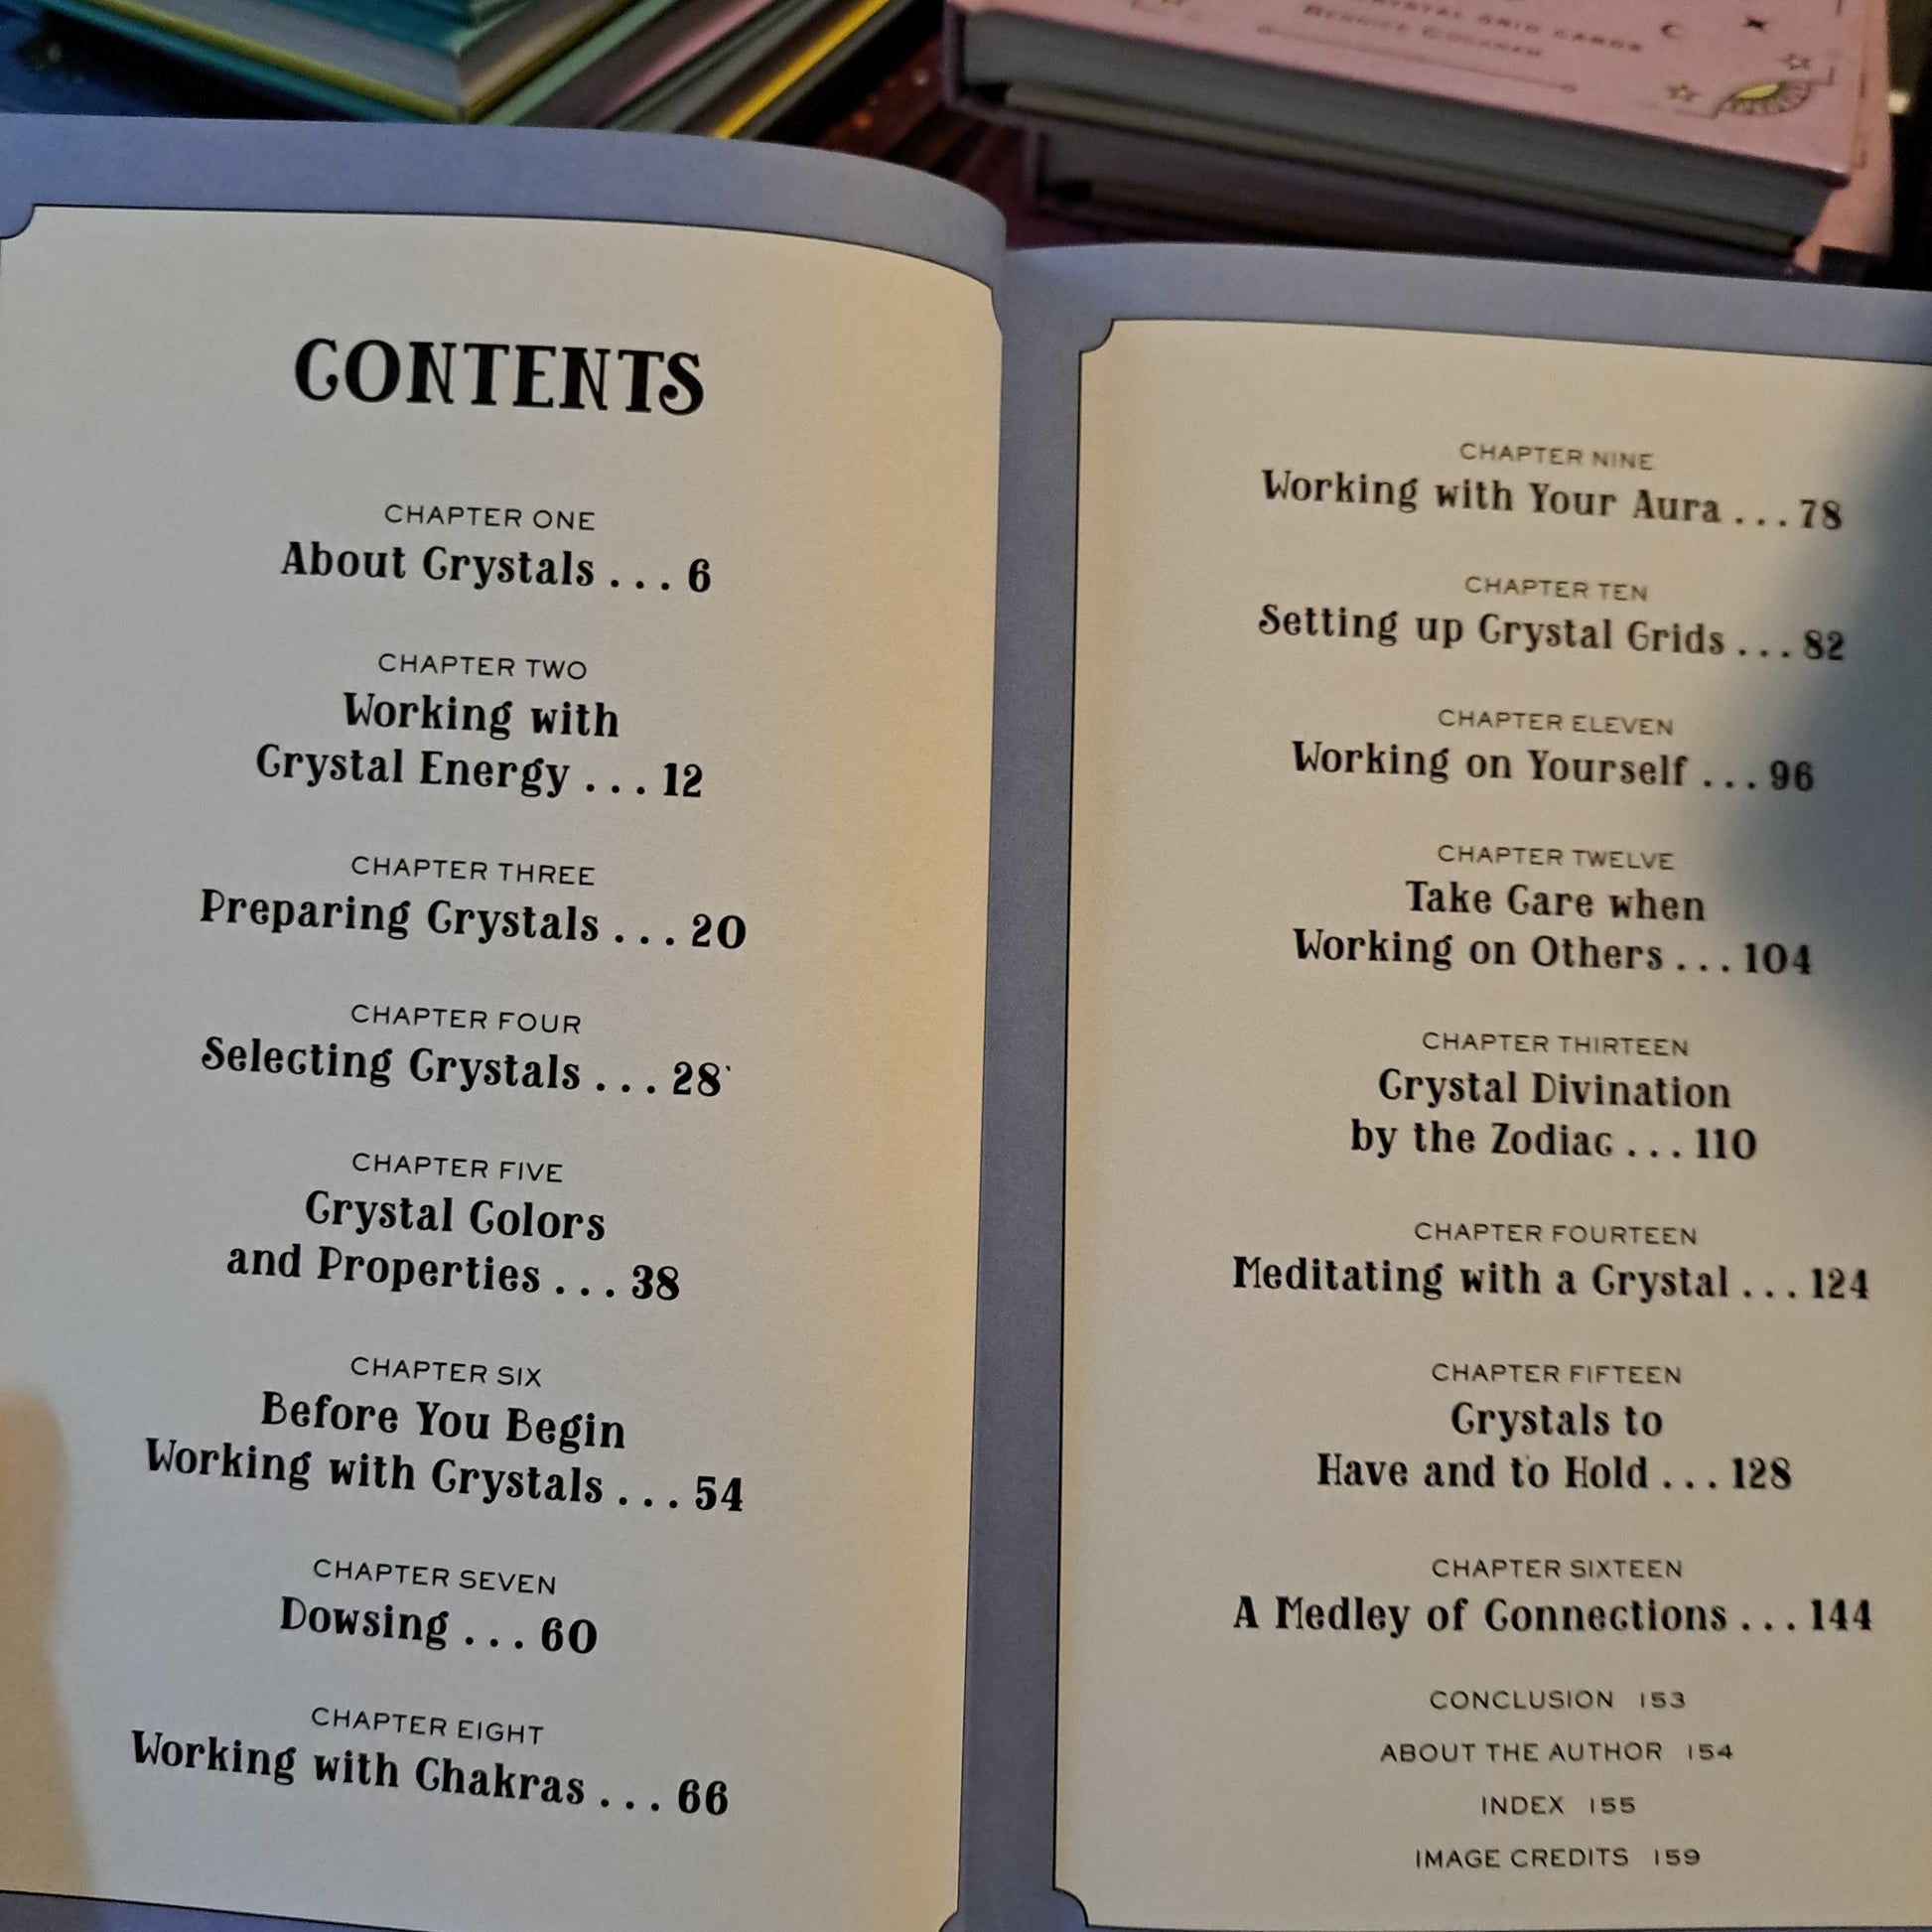 CRYSTAL GRID CARDS
BERNICE COCKRAM
CONTENTS
CHAPTER ONE
About Crystals . . . 6
CHAPTER TWO
Working with
Crystal Energy . . . 12
CHAPTER THREE
Preparing Crystals . . . 20
CHAPTER FOUR
Selecting Crystals . . . 28
CHAPTER FIVE
Crystal Colors
and Properties . . . 38
CHAPTER SIX
Before You Begin
Working with Crystals . . . 54
CHAPTER SEVEN
Dowsing . . . 60
CHAPTER EIGHT
Working with Chakras . . . 66
CHAPTER NINE
Working with Your Aura . . . 78
CHAPTER TEN
Setting up Crystal Grids . . . 82
CHAPTER ELEVEN
Working on Yourself . . . 96
CHAPTER TWELVE
Take Care when
Working on Others . . . 104
CHAPTER THIRTEEN
Crystal Divination
by the Zodiac . . . 110
CHAPTER FOURTEEN
Meditating with a Crystal . . . 124
CHAPTER FIFTEEN
Crystals to
Have and to Hold . . . 128
CHAPTER SIXTEEN
A Medley of Connections . . . 144
CONCLUSION 153
ABOUT THE AUTHOR 154
INDEX 155
IMAGE CREDITS 159